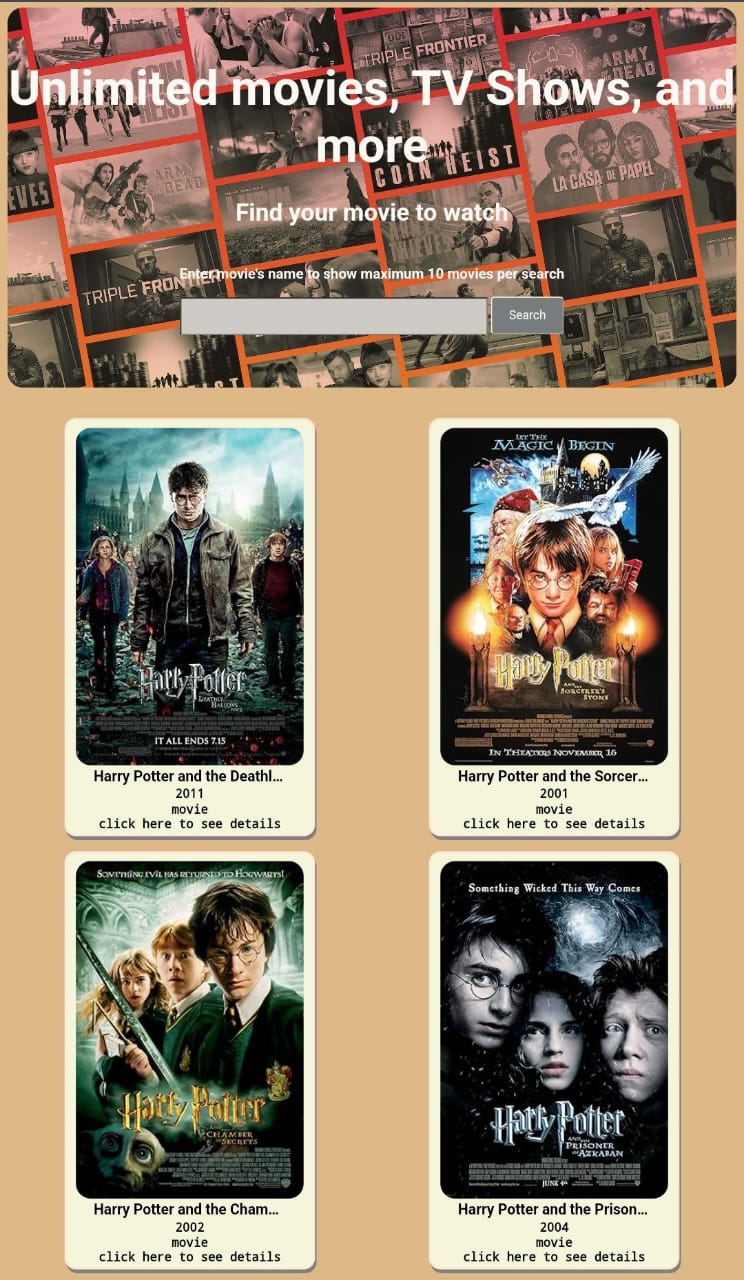 TRIPLE FRONTIER
ARMY
OF THE DEAD
Unlimited movies, TV Shows, and
more
HEIST
EVES
ARMY
OF THE DEAD
COIN HEIST
LA CASA DE PAPEL
Find your movie to watch
TRIPLE FRONTIER
Enter movie's name to show maximum 10 movies per search
Search
HEIST
Harry Potter
AND THE
DEATHLY
HALLOWS
PART 2
IT ALL ENDS 7.15
Harry Potter and the Deathl...
2011
movie
click here to see details
LET THE
MAGIC BEGIN
Harry Potter
AND THE
SORCERER'S
STONE
IN THEATERS NOVEMBER 16
Harry Potter and the Sorcer...
2001
movie
click here to see details
SOMETHING EVIL HAS RETURNED TO HOGWARTS!
Harry Potter
AND THE
CHAMBER
OF SECRETS
Harry Potter and the Cham...
2002
movie
click here to see details
Something Wicked This Way Comes
Harry Potter
AND THE
PRISONER
OF AZKABAN
JUNE 4th
Harry Potter and the Prison...
2004
movie
click here to see details